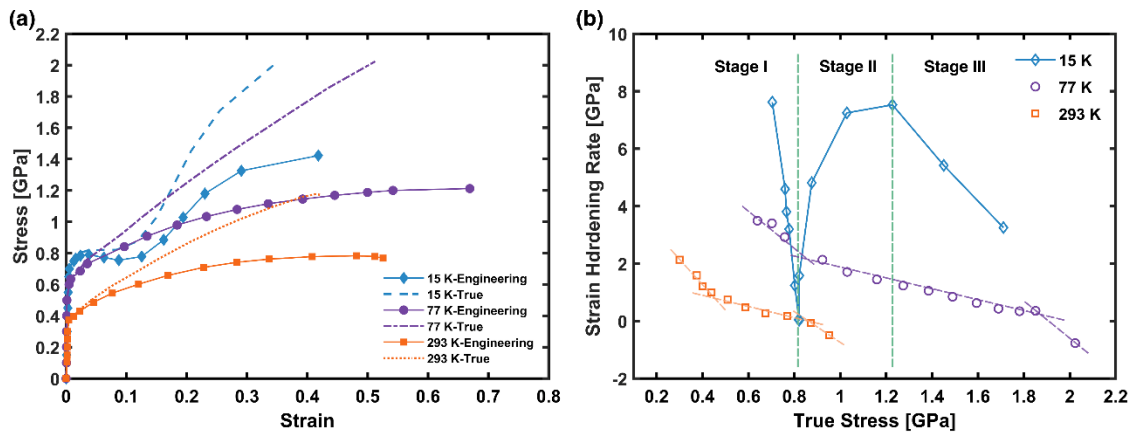 (a)
2.2
2
1.8
1.6
1.4
1.2
1
0.8
0.6
0.4
0.2
0
Stress [GPa]
15 K-Engineering
15 K-True
77 K-Engineering
77 K-True
293 K-Engineering
293 K-True
0 0.1 0.2 0.3 0.4 0.5 0.6 0.7 0.8
Strain
(b)
10
8
6
4
2
0
-2
Strain Hdrdening Rate [GPa]
Stage I Stage II Stage III
15 K
77 K
293 K
0.2 0.4 0.6 0.8 1 1.2 1.4 1.6 1.8 2 2.2
True Stress [GPa]